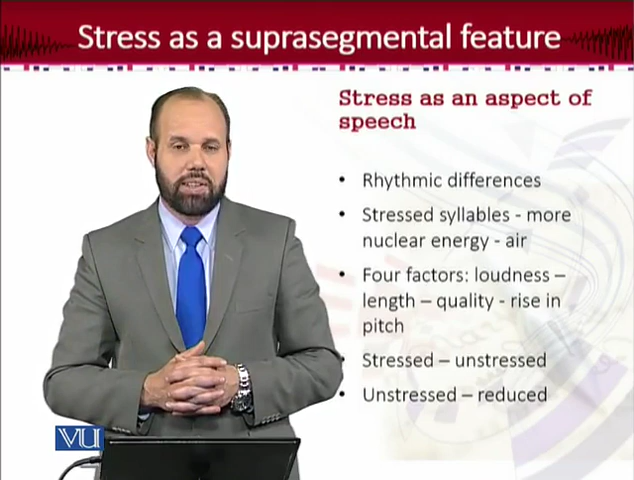 Stress as a suprasegmental feature
Stress as an aspect of
speech
• Rhythmic differences
• Stressed syllables - more
nuclear energy - air
• Four factors: loudness –
length – quality - rise in
pitch
• Stressed – unstressed
• Unstressed – reduced
VU